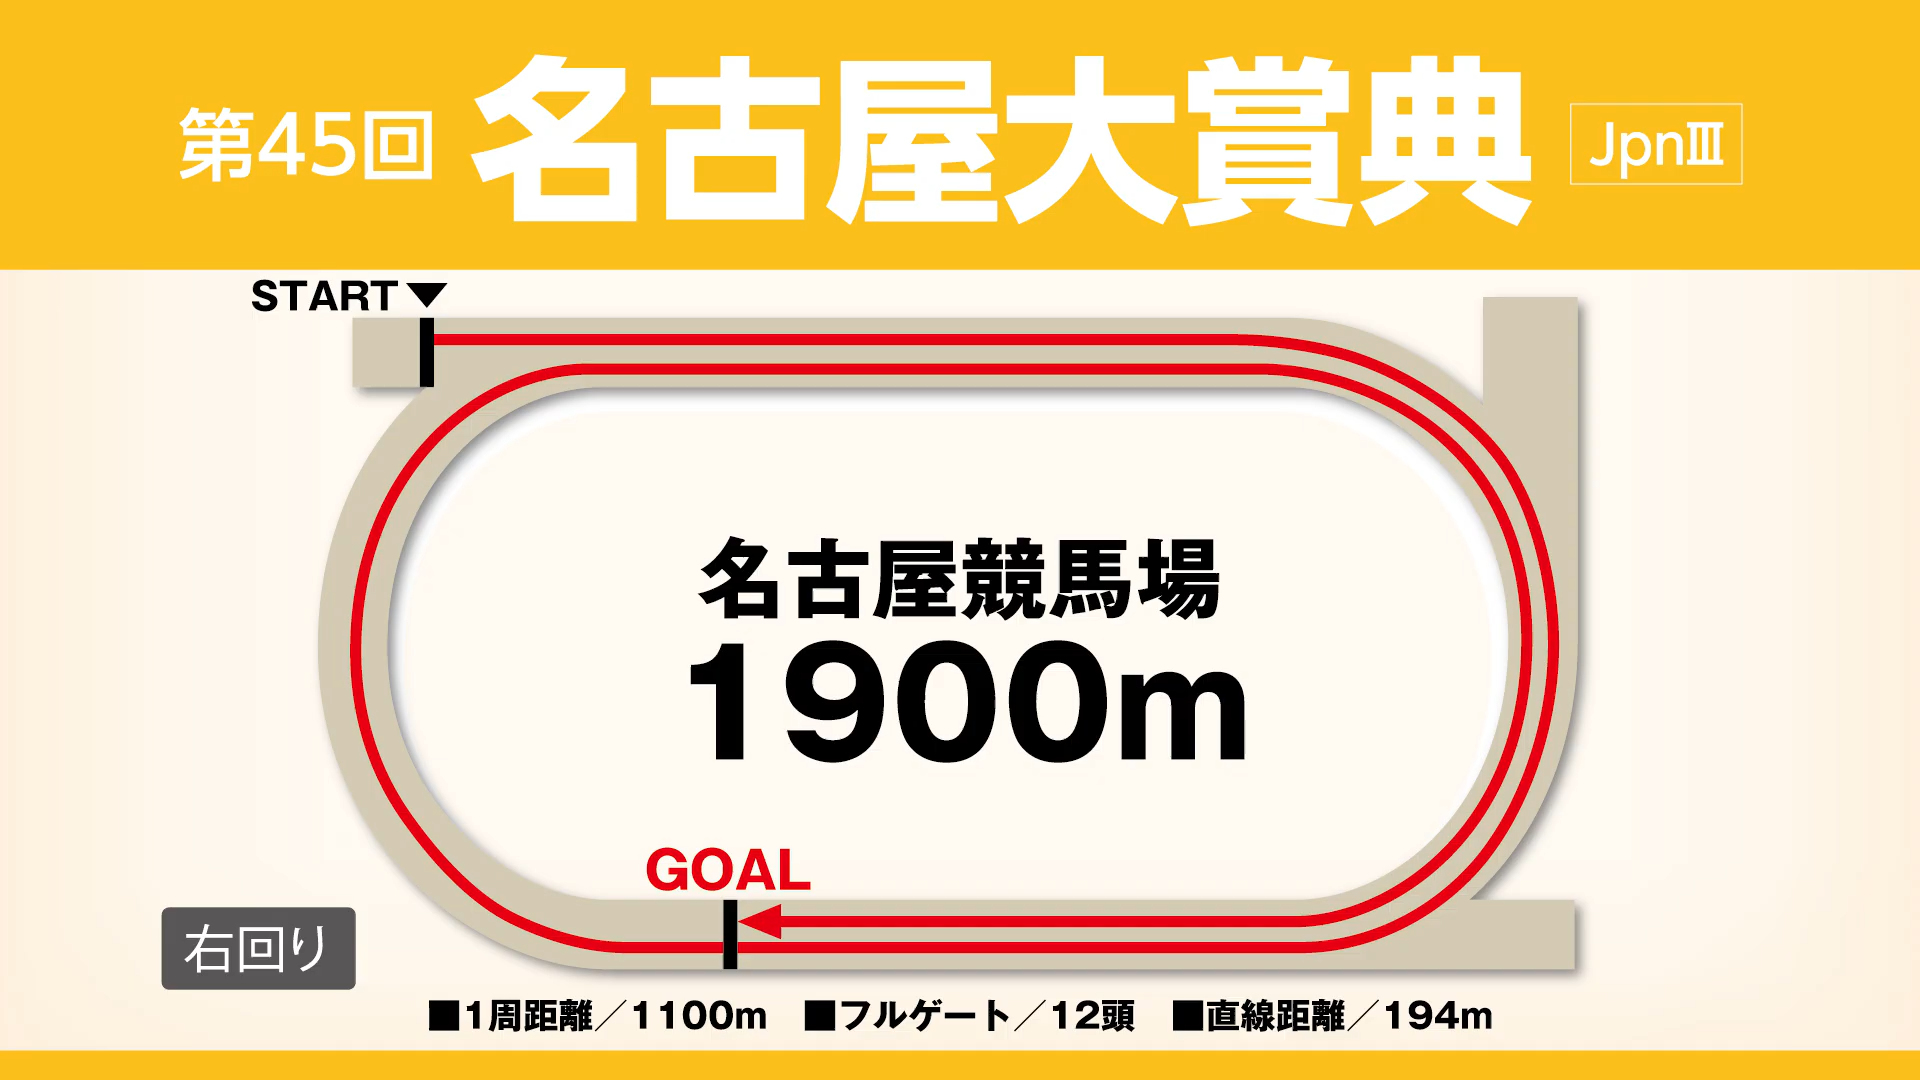 第45回 名古屋大賞典 JpnⅢ
START▼
名古屋競馬場
1900m
GOAL
右回り
■1周距離／1100m ■フルゲート／12頭 ■直線距離／194m